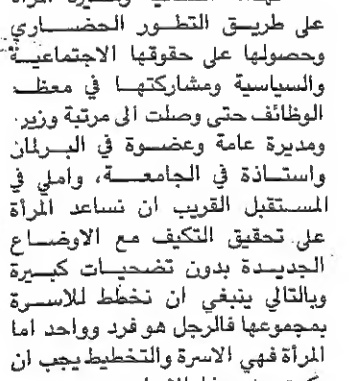 على طريق التطور الحضاري
وحصولها على حقوقها الاجتماعية
والسياسية ومشاركتها في معظم
الوظائف حتى وصلت الى مرتبة وزير.
ومديرة عامة وعضوة في البرلمان
واستاذة في الجامعة، واملي في
المستقبل القريب ان نساعد المرأة
على تحقيق التكيف مع الاوضاع
الجديدة بدون تضحيات كبيرة
وبالتالي ينبغي ان نخطط للاسرة
بمجموعها فالرجل هو فرد وواحد اما
المرأة فهي الاسرة والتخطيط يجب ان